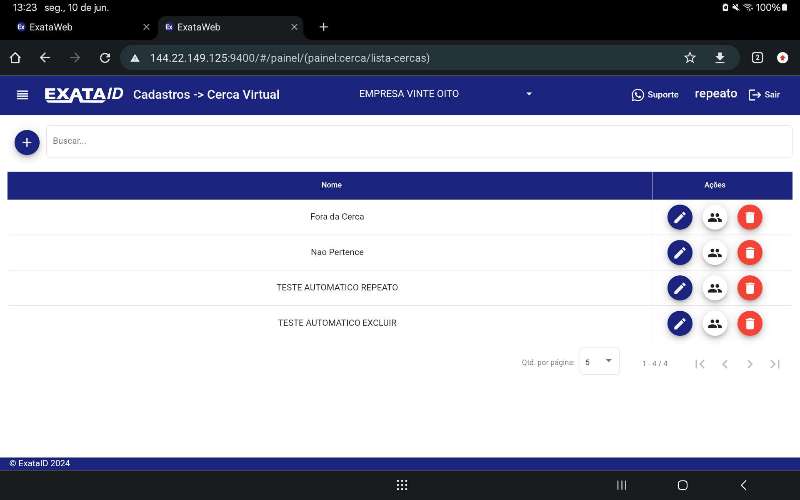 13:23 seg., 10 de jun. 100%
Ex ExataWeb Ex ExataWeb
144.22.149.125:9400/#/painel/(painel:cerca/lista-cercas) 2
EXATAID Cadastros -> Cerca Virtual EMPRESA VINTE OITO Suporte repeato Sair
Buscar...
Nome Ações
Fora da Cerca
Nao Pertence
TESTE AUTOMATICO REPEATO
TESTE AUTOMATICO EXCLUIR
Qtd. por página: 5 1 - 4 / 4
© ExataID 2024